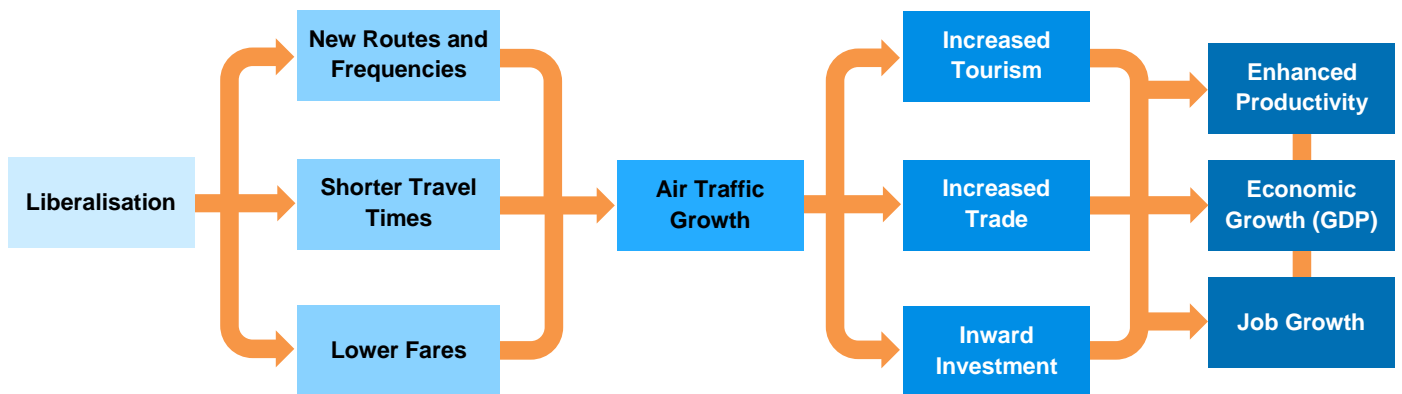 Liberalisation
New Routes and
Frequencies
Shorter Travel
Times
Lower Fares
Air Traffic
Growth
Increased
Tourism
Increased
Trade
Inward
Investment
Enhanced
Productivity
Economic
Growth (GDP)
Job Growth